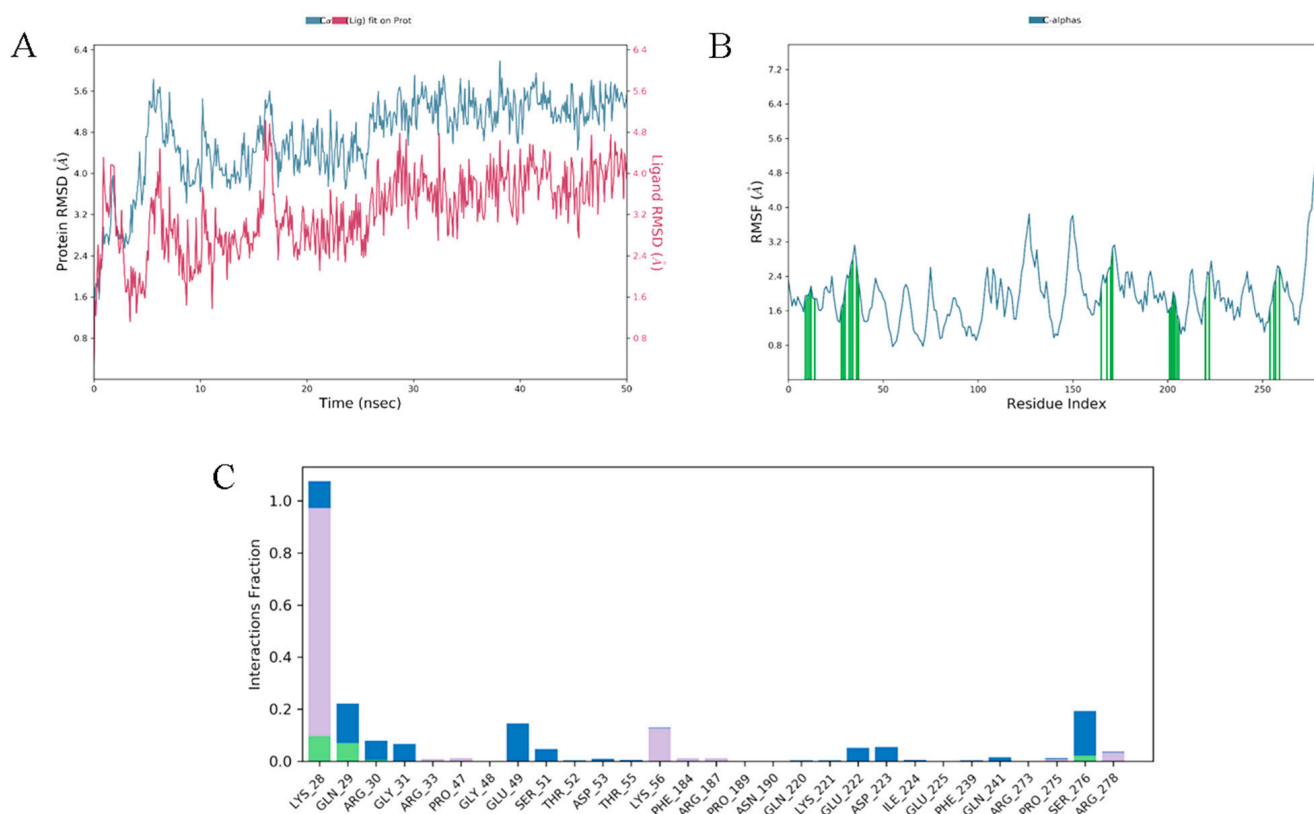 A
Cα (Lig) fit on Prot
6.4
5.6
4.8
4.0
3.2
2.4
1.6
0.8
Protein RMSD (Å)
6.4
5.6
4.8
4.0
3.2
2.4
1.6
0.8
Ligand RMSD (Å)
0 10 20 30 40 50
Time (nsec)
B
C-alphas
7.2
6.4
5.6
4.8
4.0
3.2
2.4
1.6
0.8
RMSF (Å)
0 50 100 150 200 250
Residue Index
C
1.0
0.8
0.6
0.4
0.2
0.0
Interactions Fraction
LYS_28
GLN_29
ARG_30
GLY_31
ARG_33
PRO_47
GLY_48
GLU_49
SER_51
THR_52
ASP_53
THR_55
LYS_56
PHE_184
ARG_187
PRO_189
ASN_190
GLN_220
LYS_221
GLU_222
ASP_223
ILE_224
GLU_225
PHE_239
GLN_241
ARG_273
PRO_275
SER_276
ARG_278